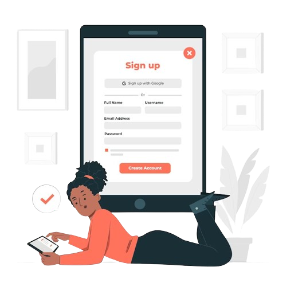 Sign up
Sign up with Google
or
Full Name Username
Email Address
Password
Create Account